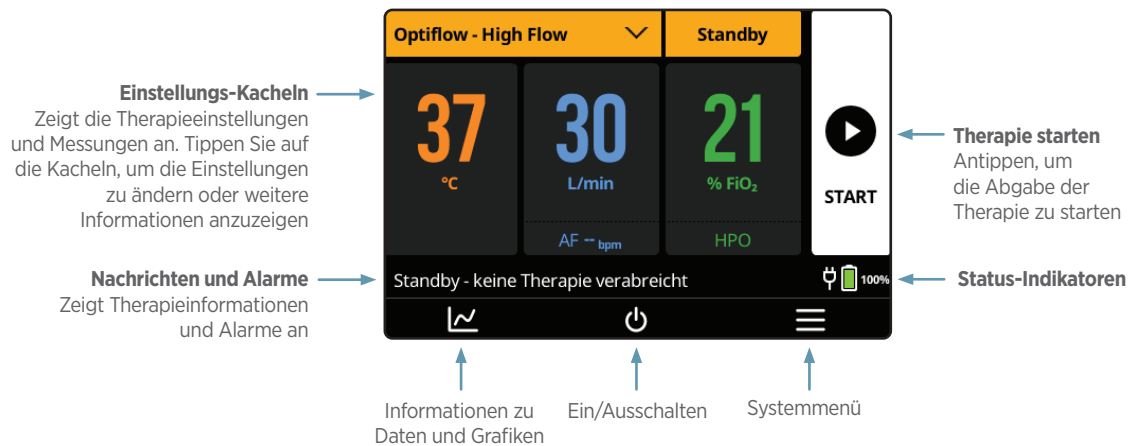 Optiflow - High Flow
Standby
37
°C
30
L/min
AF -- bpm
21
% FiO₂
HPO
START
Standby - keine Therapie verabreicht
100%
Einstellungs-Kacheln
Zeigt die Therapieeinstellungen
und Messungen an. Tippen Sie auf
die Kacheln, um die Einstellungen
zu ändern oder weitere
Informationen anzuzeigen
Nachrichten und Alarme
Zeigt Therapieinformationen
und Alarme an
Therapie starten
Antippen, um
die Abgabe der
Therapie zu starten
Status-Indikatoren
Informationen zu
Daten und Grafiken
Ein/Ausschalten
Systemmenü